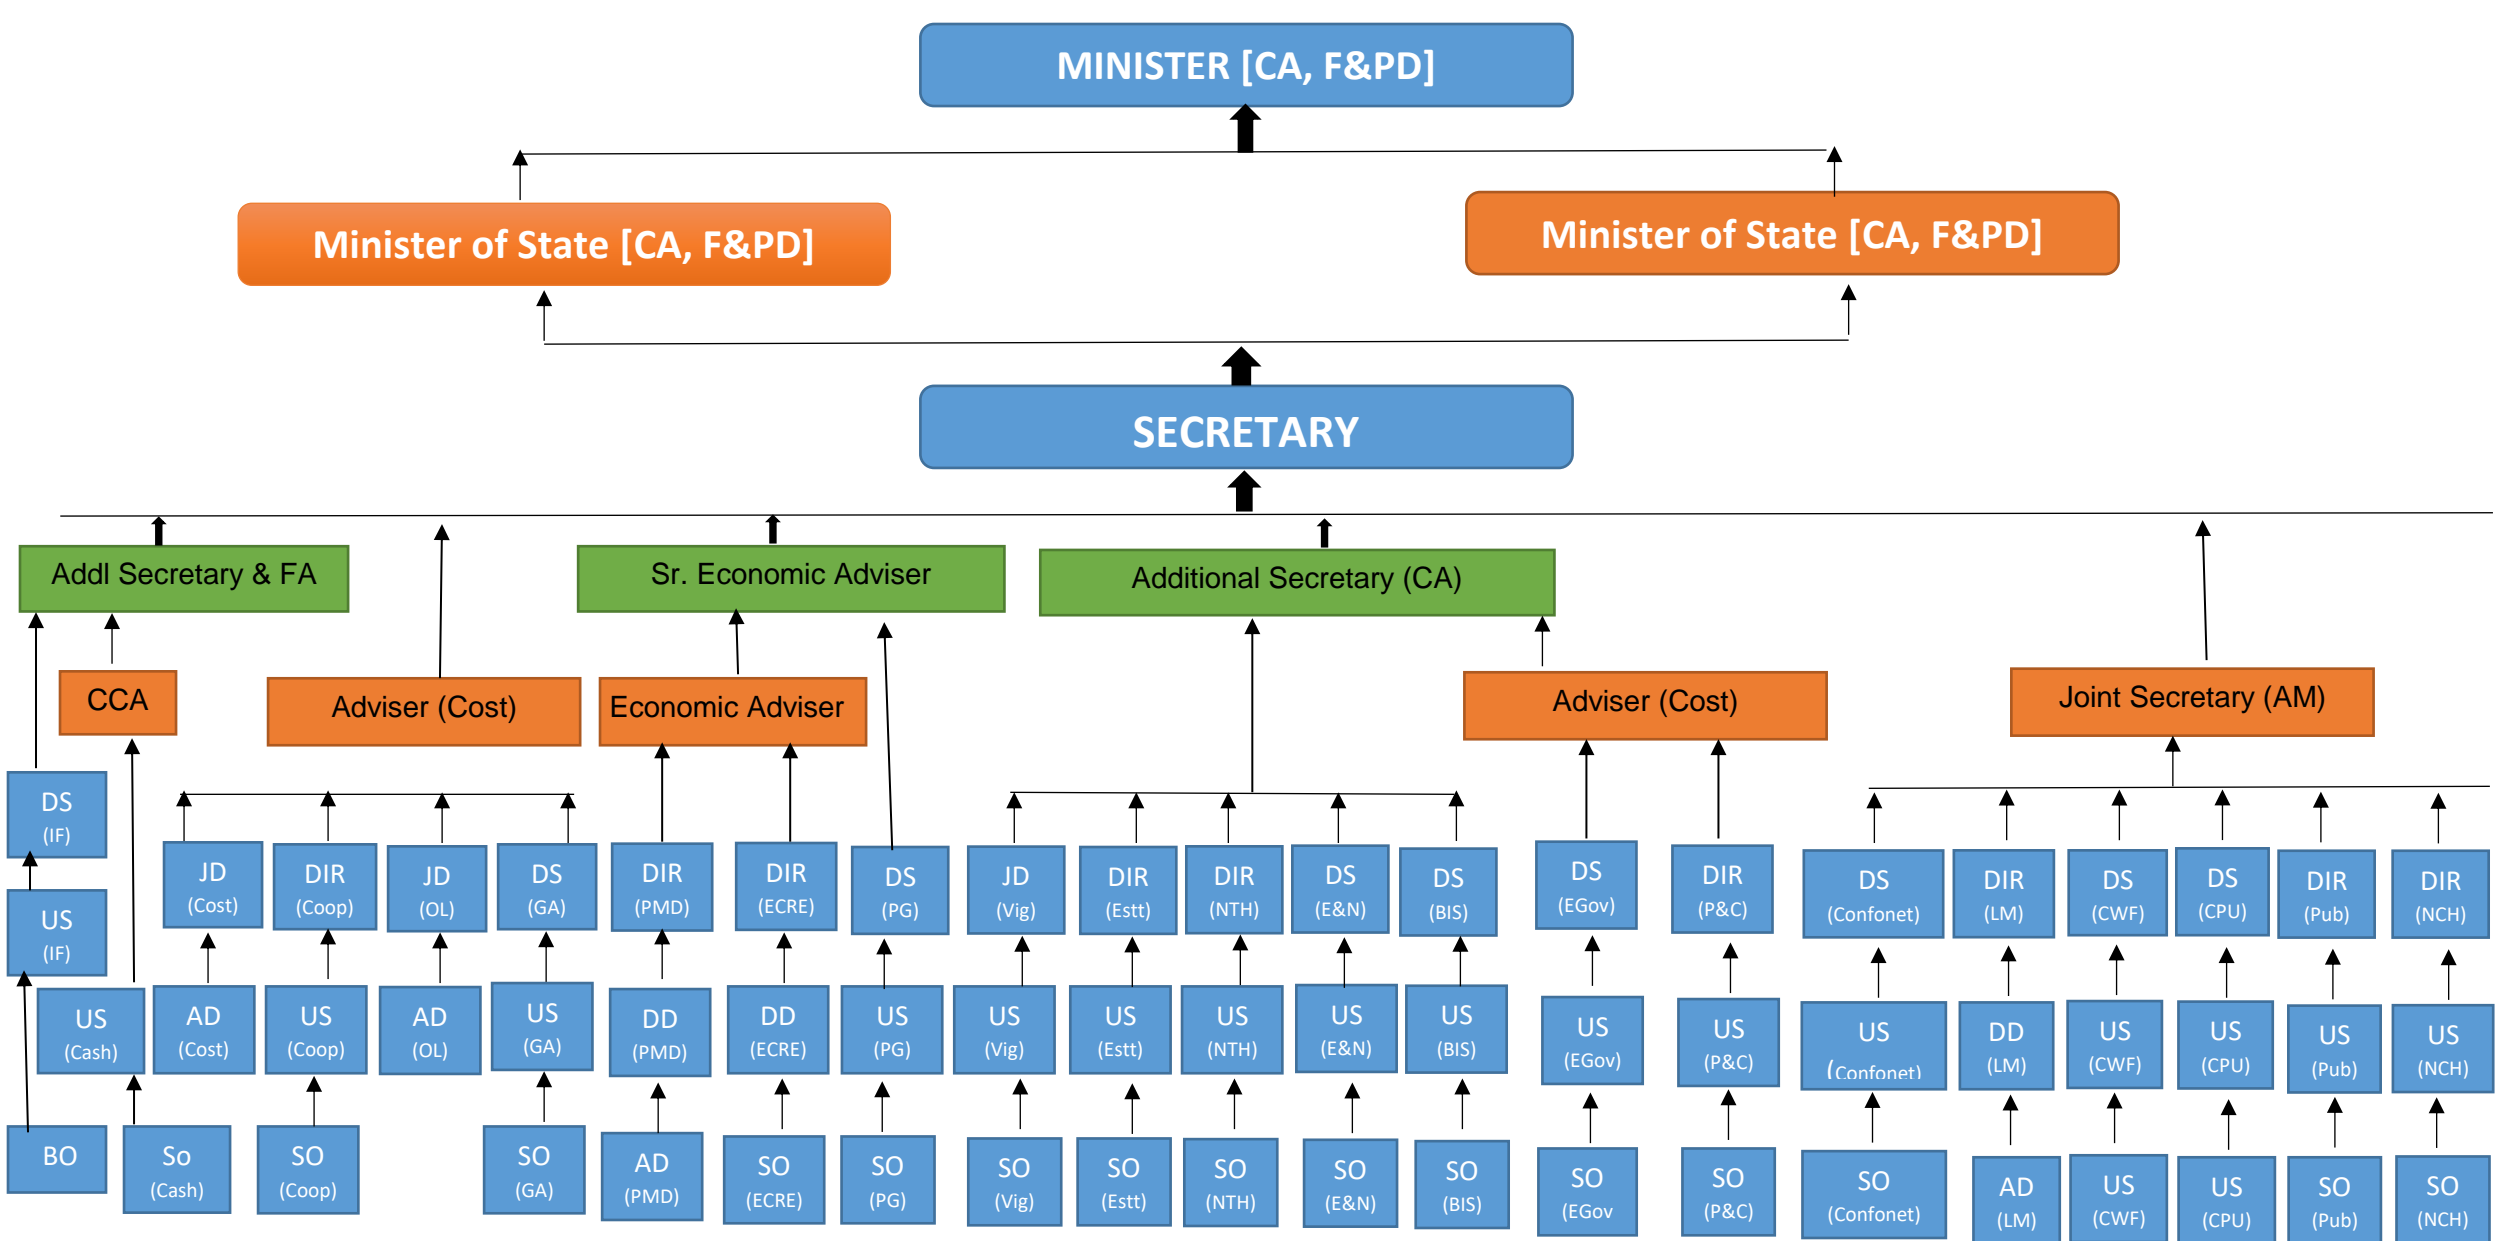 MINISTER [CA, F&PD]
Minister of State [CA, F&PD]
Minister of State [CA, F&PD]
SECRETARY
Addl Secretary & FA
Sr. Economic Adviser
Additional Secretary (CA)
CCA
Adviser (Cost)
Economic Adviser
Adviser (Cost)
Joint Secretary (AM)
DS
(IF)
US
(IF)
JD
(Cost)
DIR
(Coop)
JD
(OL)
DS
(GA)
DIR
(PMD)
DIR
(ECRE)
DS
(PG)
JD
(Vig)
DIR
(Estt)
DIR
(NTH)
DS
(E&N)
DS
(BIS)
DS
(EGov)
DIR
(P&C)
DS
(Confonet)
DIR
(LM)
DS
(CWF)
DS
(CPU)
DIR
(Pub)
DIR
(NCH)
US
(Cash)
AD
(Cost)
US
(Coop)
AD
(OL)
US
(GA)
DD
(PMD)
DD
(ECRE)
US
(PG)
US
(Vig)
US
(Estt)
US
(NTH)
US
(E&N)
US
(BIS)
US
(EGov)
US
(P&C)
US
(Confonet)
DD
(LM)
US
(CWF)
US
(CPU)
US
(Pub)
US
(NCH)
BO
So
(Cash)
SO
(Coop)
SO
(GA)
AD
(PMD)
SO
(ECRE)
SO
(PG)
SO
(Vig)
SO
(Estt)
SO
(NTH)
SO
(E&N)
SO
(BIS)
SO
(EGov
SO
(P&C)
SO
(Confonet)
AD
(LM)
US
(CWF)
US
(CPU)
SO
(Pub)
SO
(NCH)